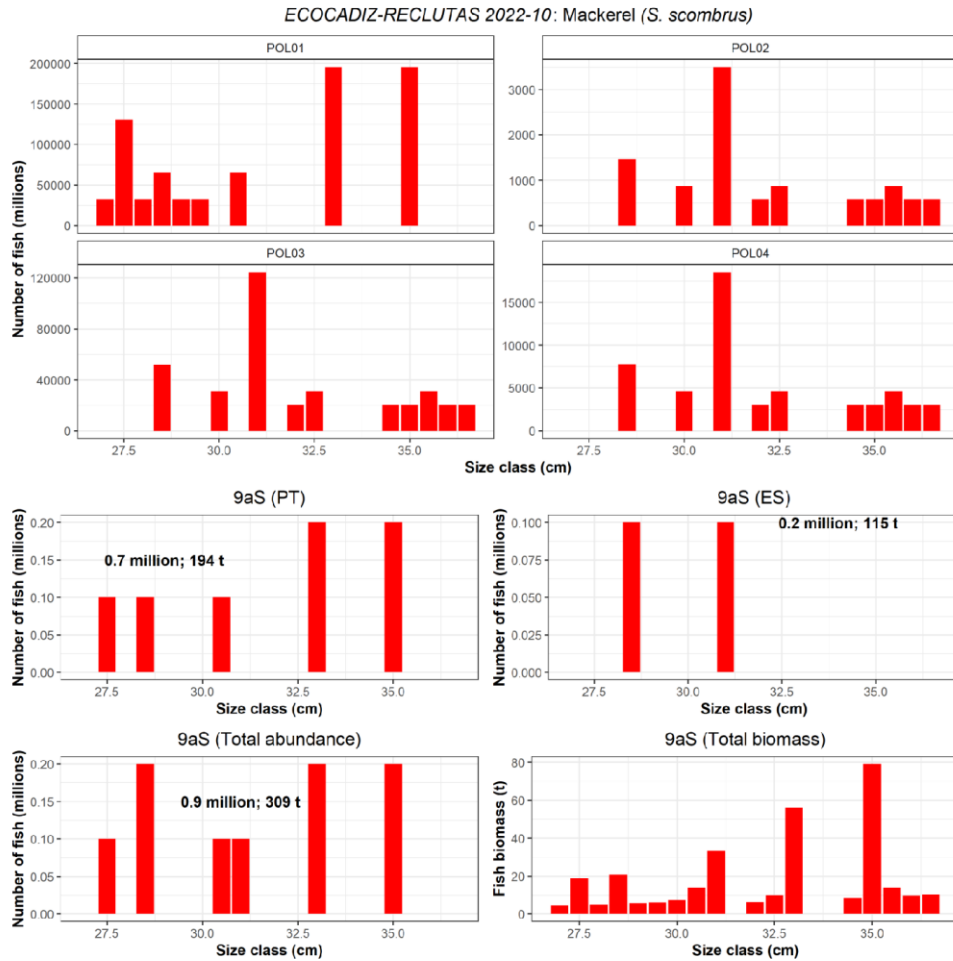 ECOCADIZ-RECLUTAS 2022-10: Mackerel (S. scombrus)
POL01
POL02
200000
150000
100000
50000
0
3000
2000
1000
0
POL03
POL04
120000
80000
40000
0
15000
10000
5000
0
Number of fish (millions)
27.5 30.0 32.5 35.0
27.5 30.0 32.5 35.0
Size class (cm)
9aS (PT)
9aS (ES)
0.20
0.15
0.10
0.05
0.00
0.7 million; 194 t
Number of fish (millions)
27.5 30.0 32.5 35.0
Size class (cm)
0.100
0.075
0.050
0.025
0.000
0.2 million; 115 t
Number of fish (millions)
27.5 30.0 32.5 35.0
Size class (cm)
9aS (Total abundance)
9aS (Total biomass)
0.20
0.15
0.10
0.05
0.00
0.9 million; 309 t
Number of fish (millions)
27.5 30.0 32.5 35.0
Size class (cm)
80
60
40
20
0
Fish biomass (t)
27.5 30.0 32.5 35.0
Size class (cm)